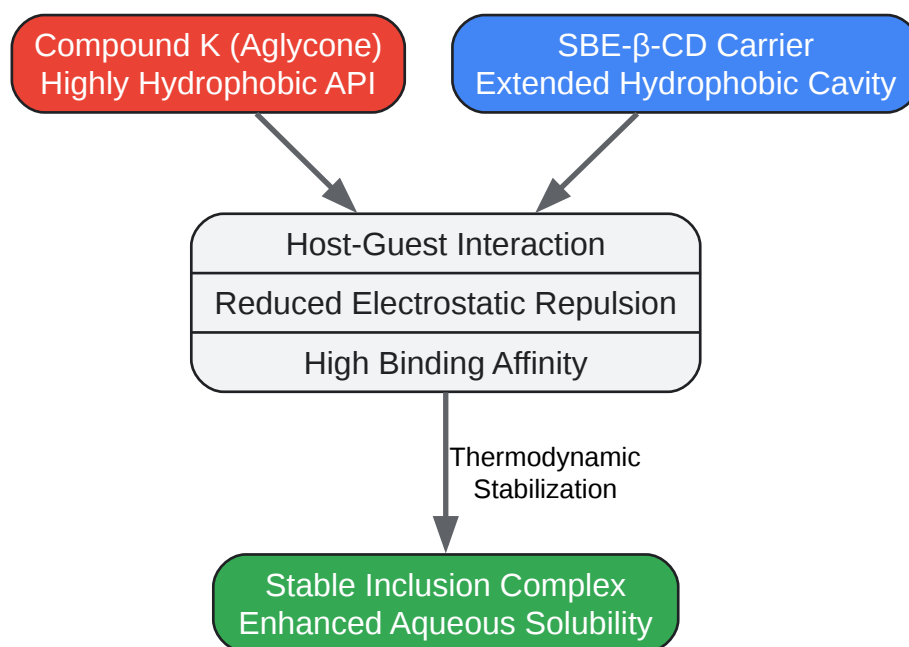 Compound K (Aglycone)
Highly Hydrophobic API
SBE-β-CD Carrier
Extended Hydrophobic Cavity
Host-Guest Interaction
Reduced Electrostatic Repulsion
High Binding Affinity
Thermodynamic
Stabilization
Stable Inclusion Complex
Enhanced Aqueous Solubility